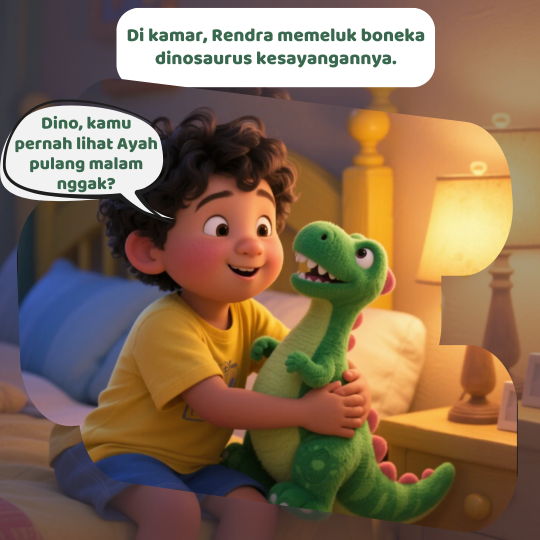 Di kamar, Rendra memeluk boneka
dinosaurus kesayangannya.
Dino, kamu
pernah lihat Ayah
pulang malam
nggak?